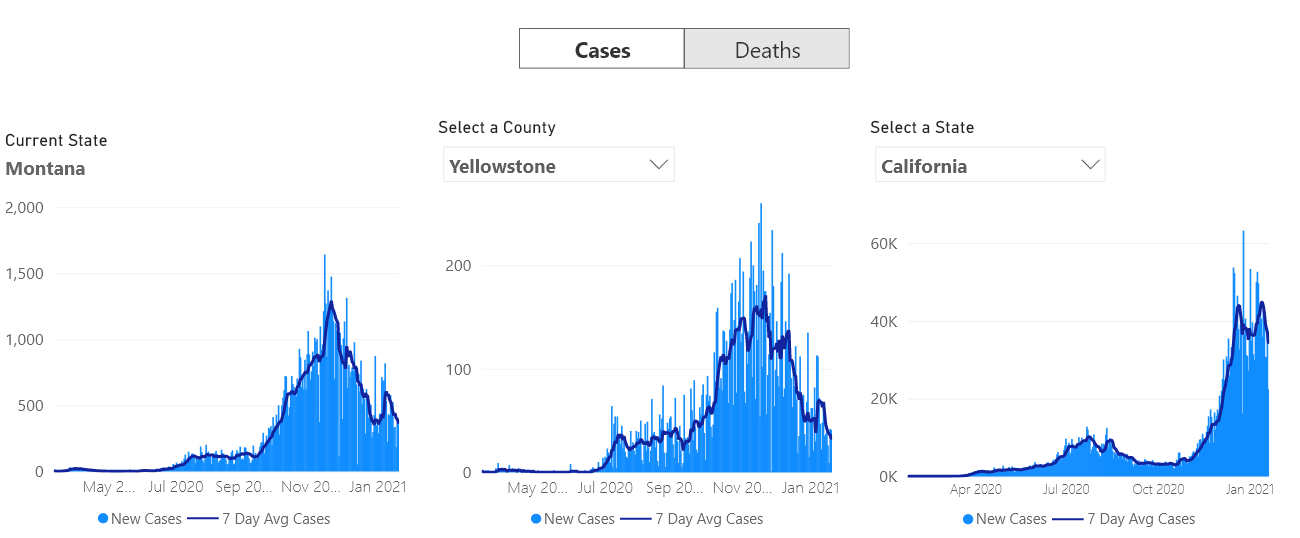 Cases Deaths
Current State
Montana
2,000
1,500
1,000
500
0
May 2... Jul 2020 Sep 20... Nov 20... Jan 2021
New Cases 7 Day Avg Cases
Select a County
Yellowstone
200
100
0
May 20... Jul 2020 Sep 20... Nov 20... Jan 2021
New Cases 7 Day Avg Cases
Select a State
California
60K
40K
20K
0K
Apr 2020 Jul 2020 Oct 2020 Jan 2021
New Cases 7 Day Avg Cases